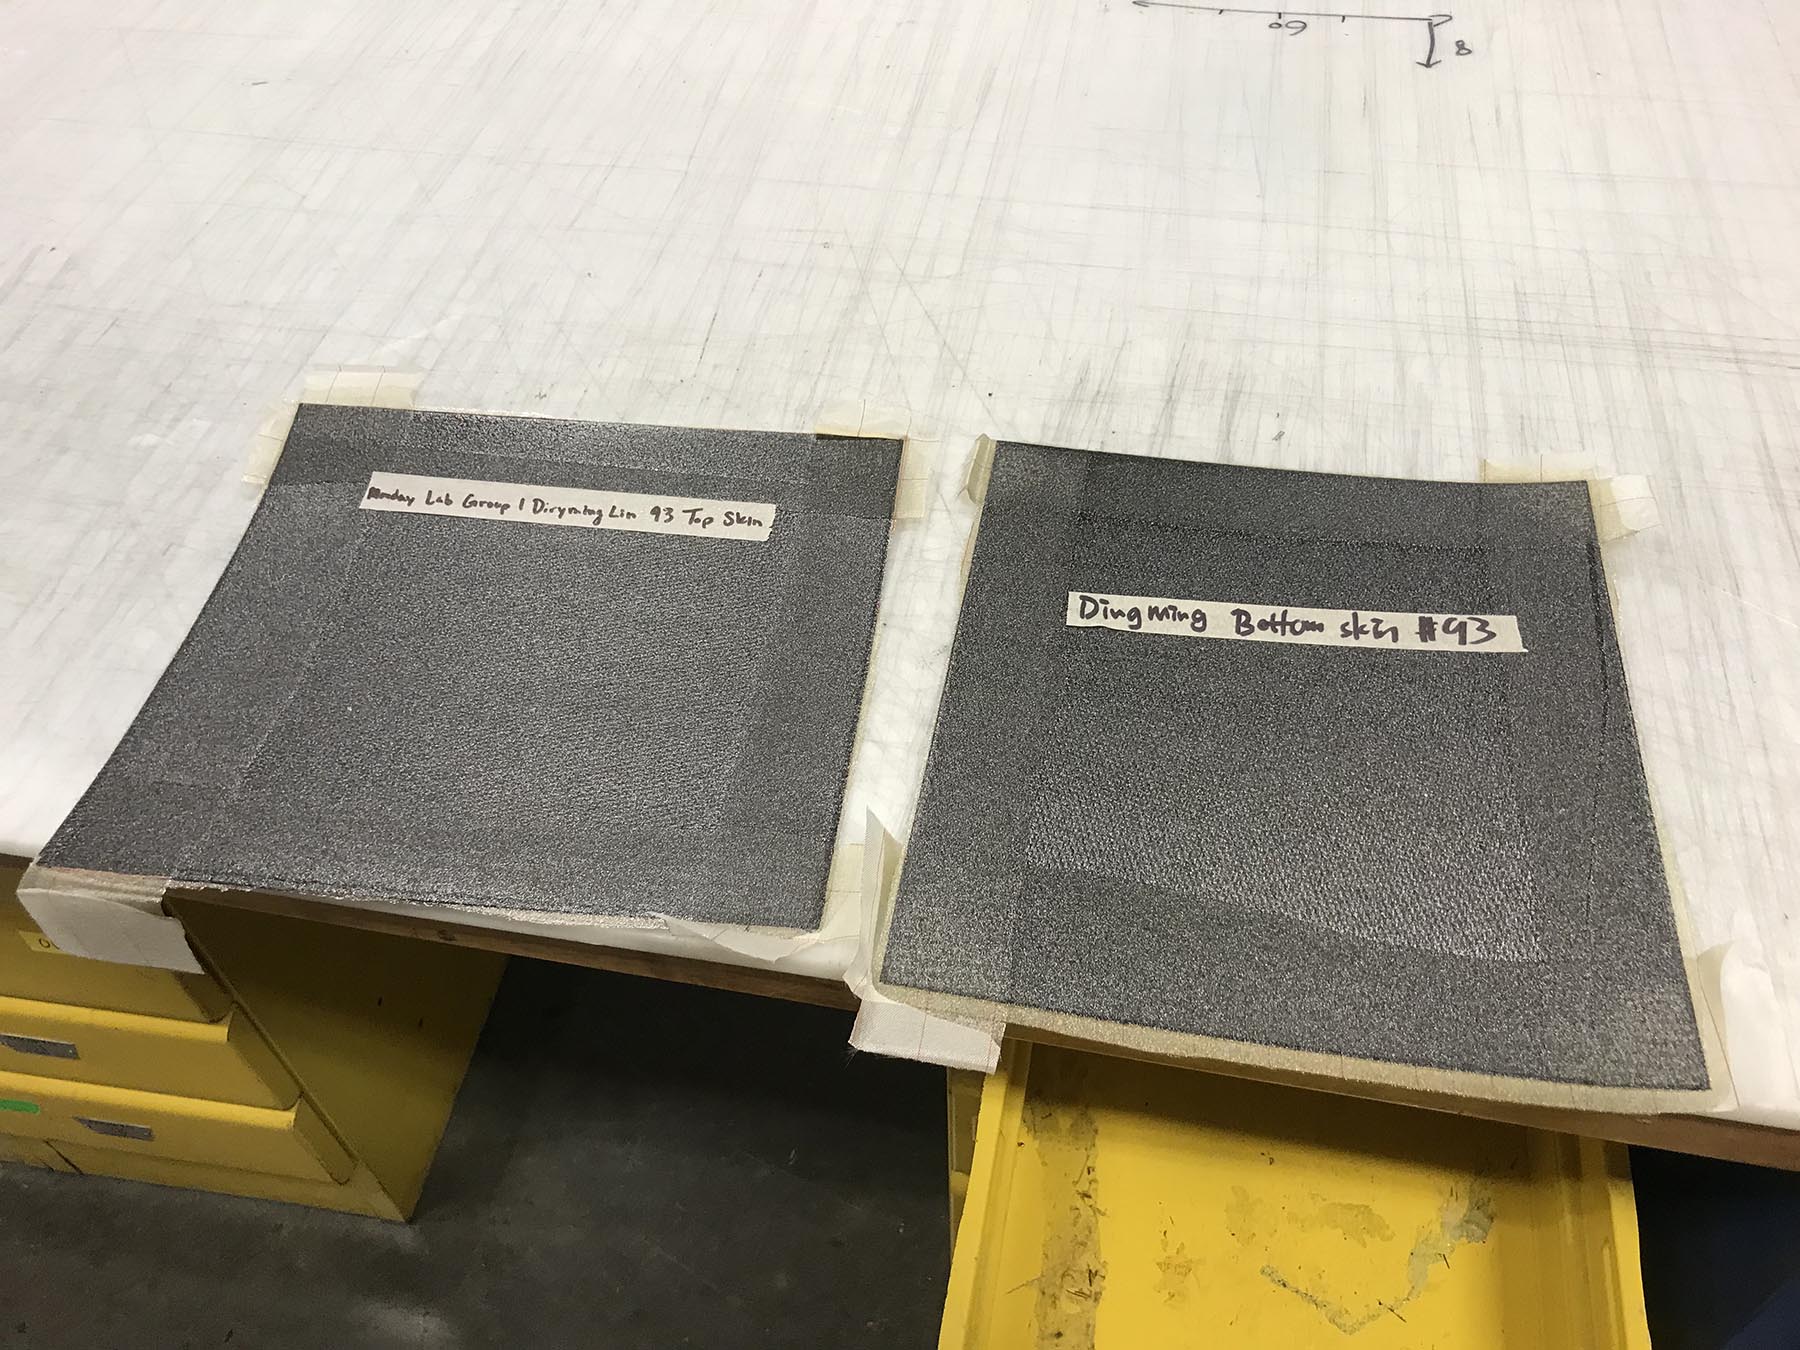 60
8
Monday Lab Group 1 Dingming Lin 93 Top Skin
Dingming Bottom skin #93